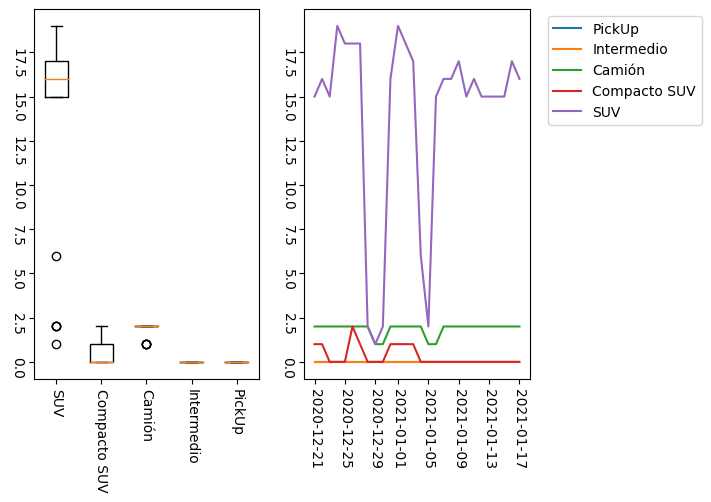 17.5
15.0
12.5
10.0
7.5
5.0
2.5
0.0
SUV
Compacto SUV
Camión
Intermedio
PickUp
17.5
15.0
12.5
10.0
7.5
5.0
2.5
0.0
2020-12-21
2020-12-25
2020-12-29
2021-01-01
2021-01-05
2021-01-09
2021-01-13
2021-01-17
PickUp
Intermedio
Camión
Compacto SUV
SUV